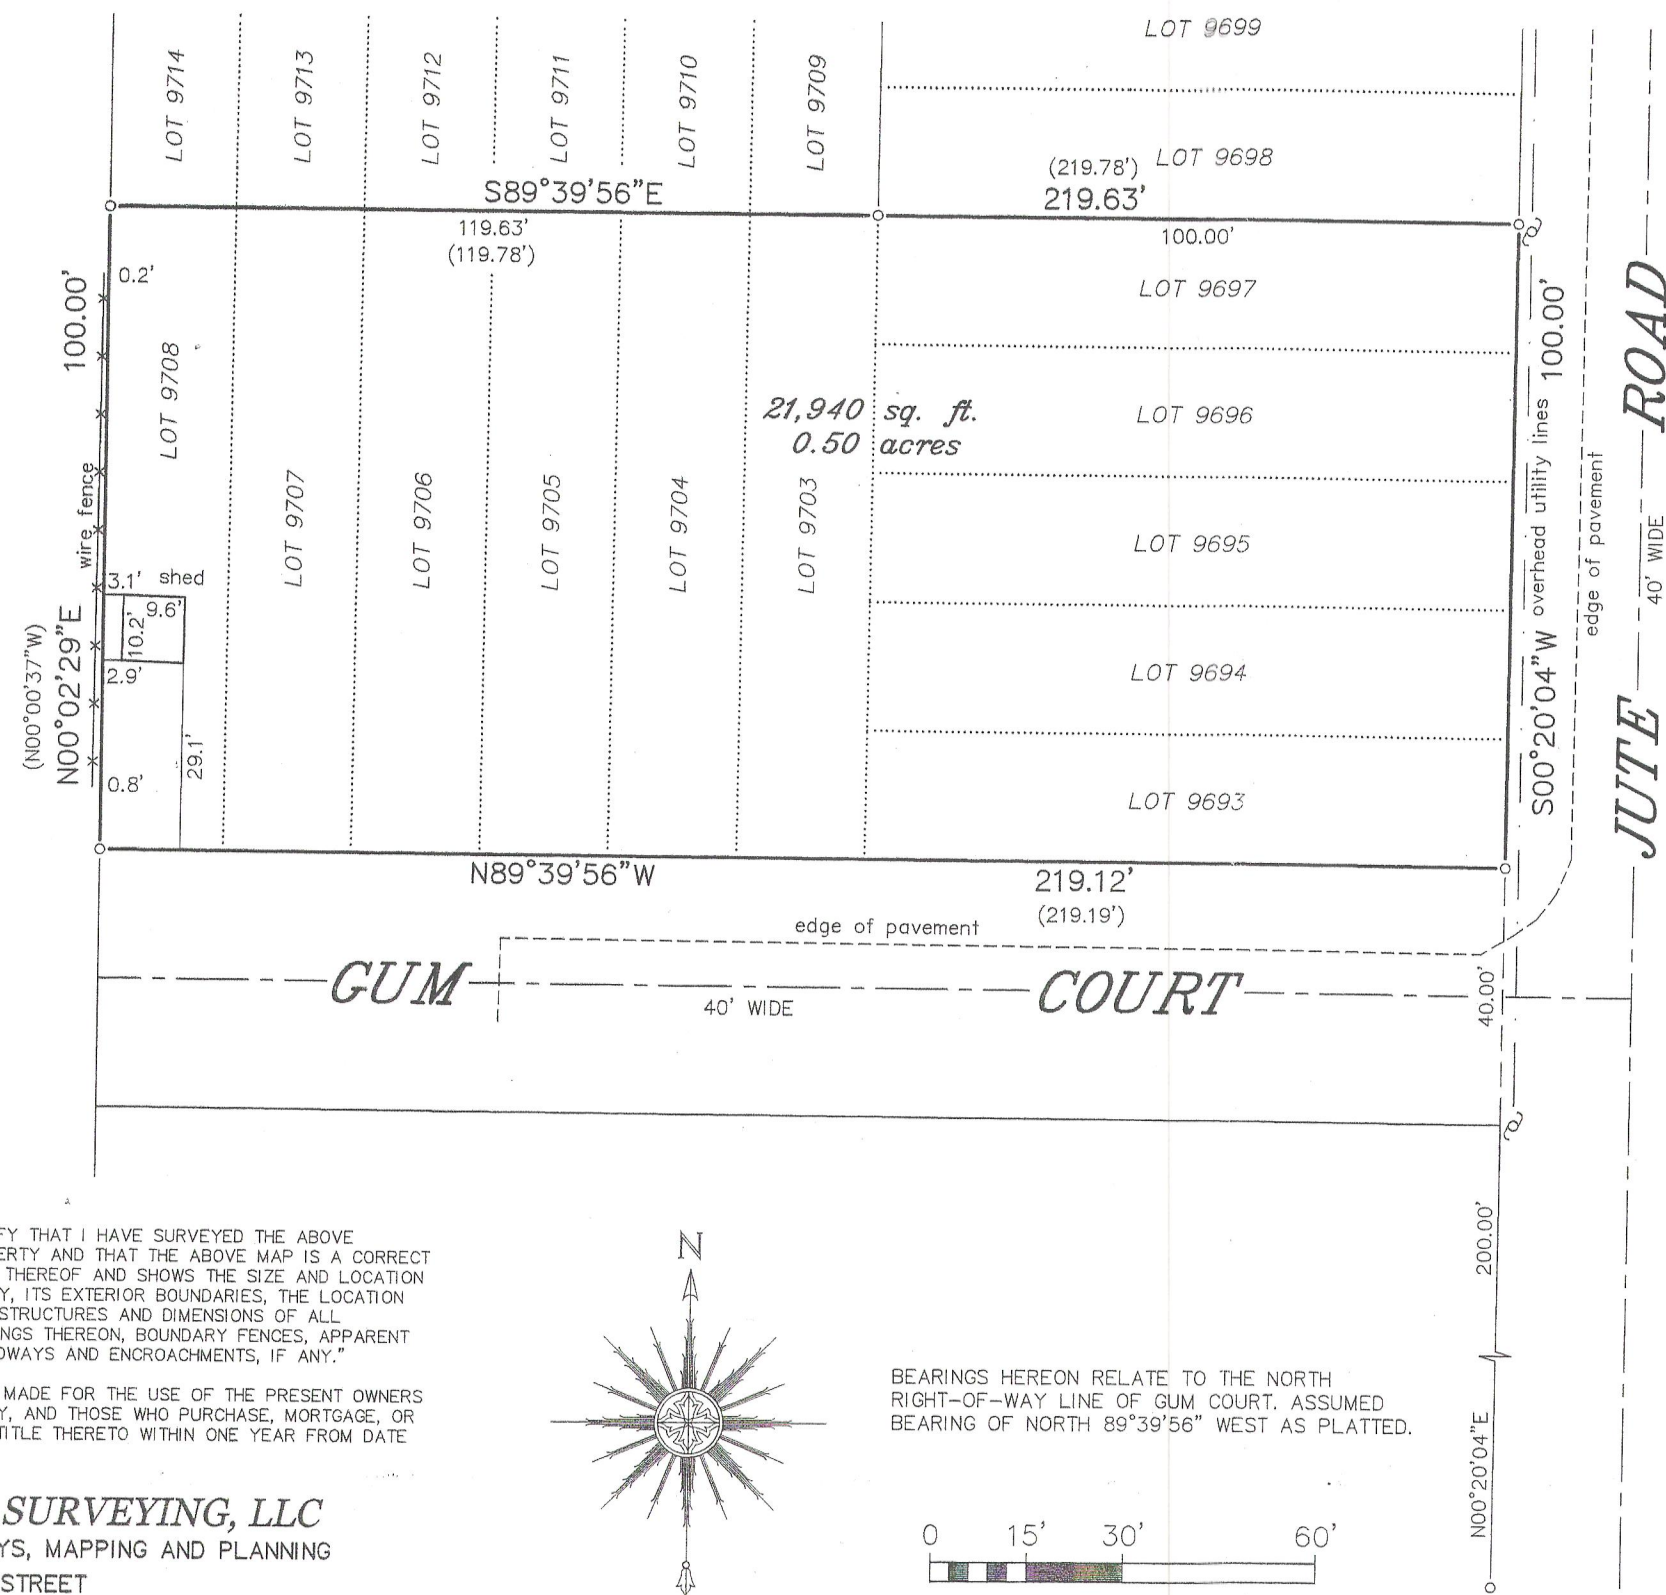 LOT 9714
LOT 9713
LOT 9712
LOT 9711
LOT 9710
LOT 9709
LOT 9699
(219.78') LOT 9698
S89°39'56"E
219.63'
119.63'
(119.78')
100.00'
0.2'
100.00'
LOT 9708
LOT 9707
LOT 9706
LOT 9705
LOT 9704
LOT 9703
21,940 sq. ft.
0.50 acres
LOT 9697
LOT 9696
LOT 9695
LOT 9694
LOT 9693
wire fence
3.1' shed
9.6'
10.2'
2.9'
29.1'
0.8'
(N00°00'37"W)
N00°02'29"E
S00°20'04"W overhead utility lines 100.00'
edge of pavement
JUTE ROAD
40' WIDE
N89°39'56"W
219.12'
(219.19')
edge of pavement
GUM COURT
40' WIDE
40.00'
200.00'
N00°20'04"E
FY THAT I HAVE SURVEYED THE ABOVE
ERTY AND THAT THE ABOVE MAP IS A CORRECT
THEREOF AND SHOWS THE SIZE AND LOCATION
Y, ITS EXTERIOR BOUNDARIES, THE LOCATION
STRUCTURES AND DIMENSIONS OF ALL
NGS THEREON, BOUNDARY FENCES, APPARENT
DWAYS AND ENCROACHMENTS, IF ANY."
MADE FOR THE USE OF THE PRESENT OWNERS
Y, AND THOSE WHO PURCHASE, MORTGAGE, OR
TITLE THERETO WITHIN ONE YEAR FROM DATE
SURVEYING, LLC
YS, MAPPING AND PLANNING
STREET
N
BEARINGS HEREON RELATE TO THE NORTH
RIGHT-OF-WAY LINE OF GUM COURT. ASSUMED
BEARING OF NORTH 89°39'56" WEST AS PLATTED.
0 15' 30' 60'